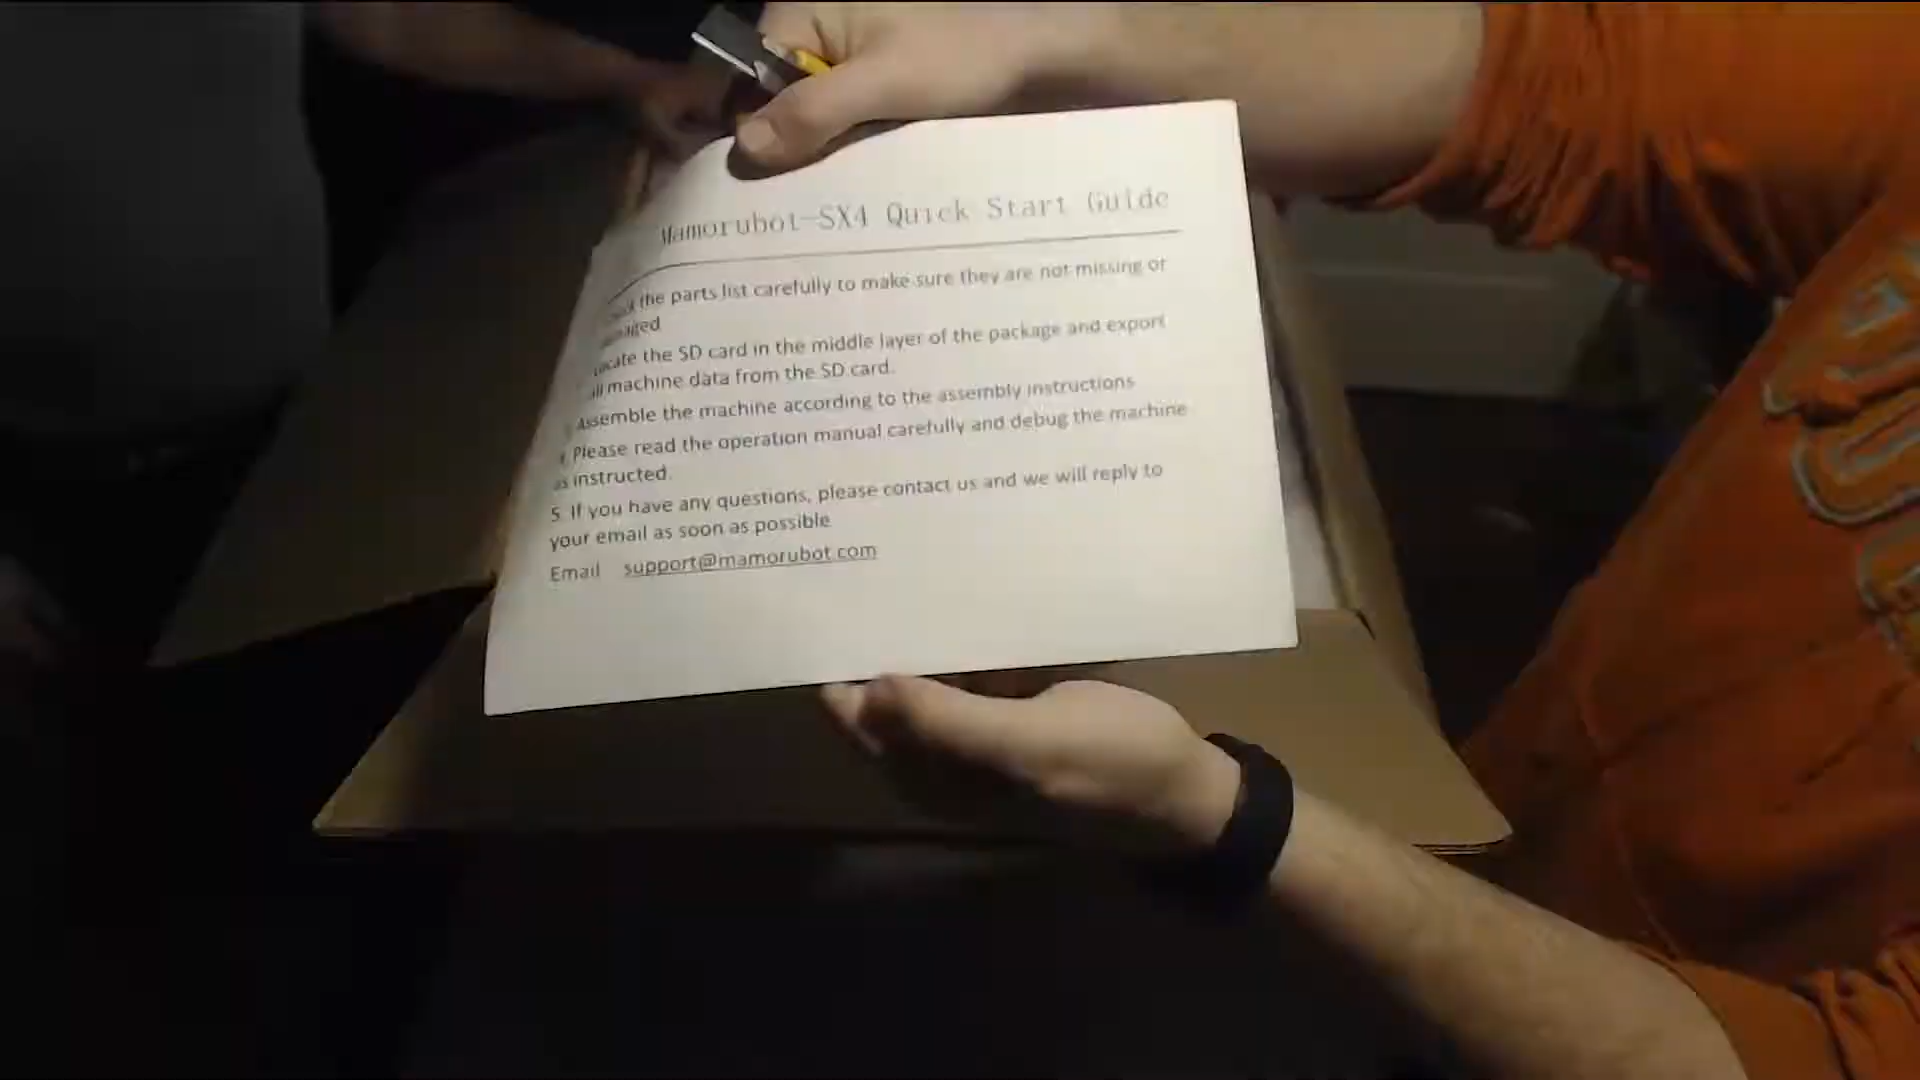 Mamorubot-SX4 Quick Start Guide
the parts list carefully to make sure they are not missing or
the SD card in the middle layer of the package and export
all machine data from the SD card.
Assemble the machine according to the assembly instructions
Please read the operation manual carefully and debug the machine
as instructed.
5. If you have any questions, please contact us and we will reply to
your email as soon as possible
Email support@mamorubot.com